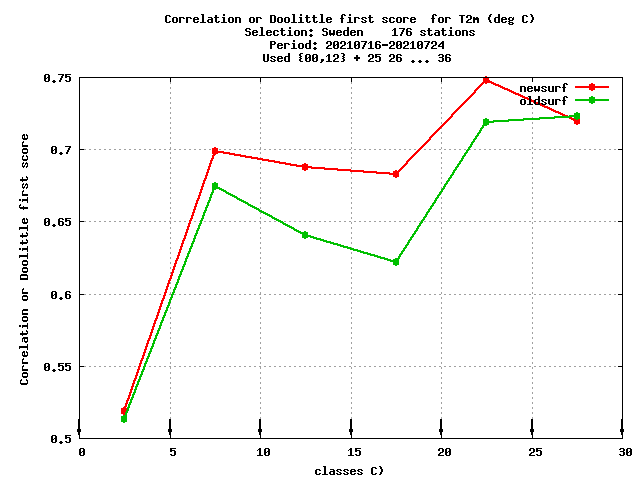 Correlation or Doolittle first score  for T2m (deg C)
Selection: Sweden    176 stations
Period: 20210716-20210724
Used {00,12} + 25 26 ... 36
newsurf
oldsurf
0.75
0.7
0.65
0.6
0.55
0.5
Correlation or Doolittle first score
0 5 10 15 20 25 30
classes C)